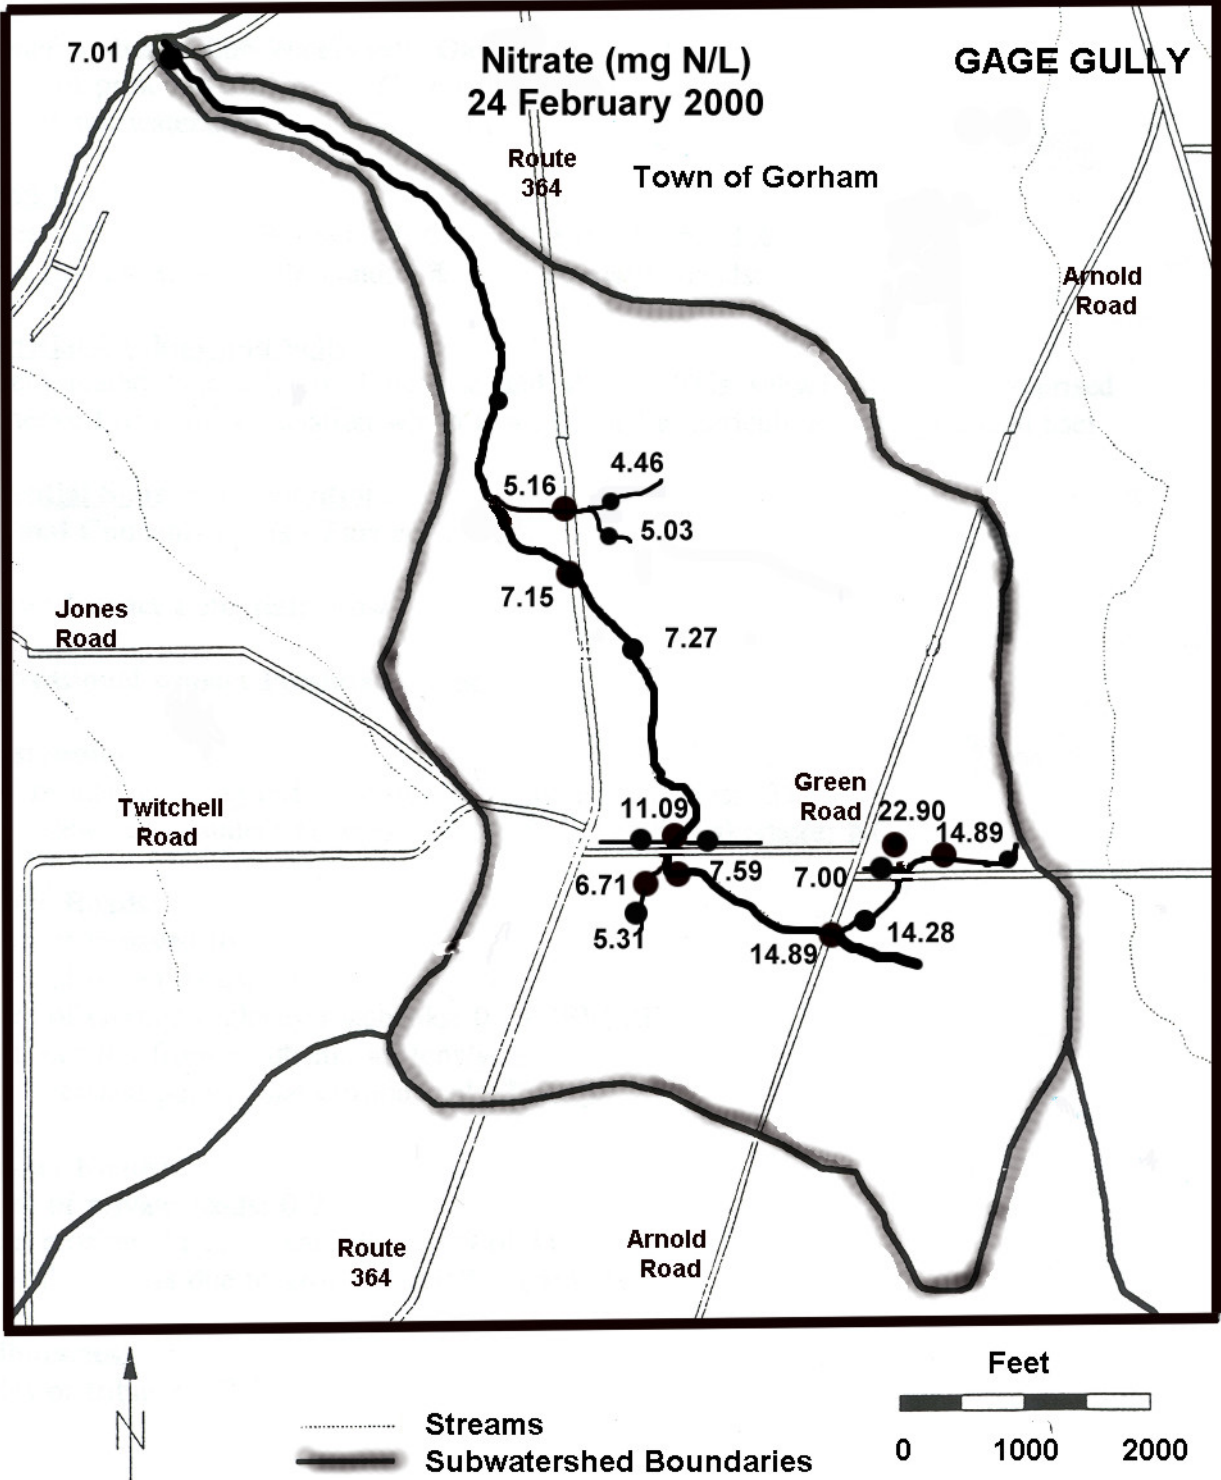 7.01
Nitrate (mg N/L)
24 February 2000
GAGE GULLY
Route
364
Town of Gorham
Arnold
Road
4.46
5.16
5.03
7.15
7.27
Jones
Road
Twitchell
Road
Green
Road
11.09
22.90
14.89
7.59
7.00
6.71
5.31
14.28
14.89
Route
364
Arnold
Road
Feet
0 1000 2000
N
Streams
Subwatershed Boundaries